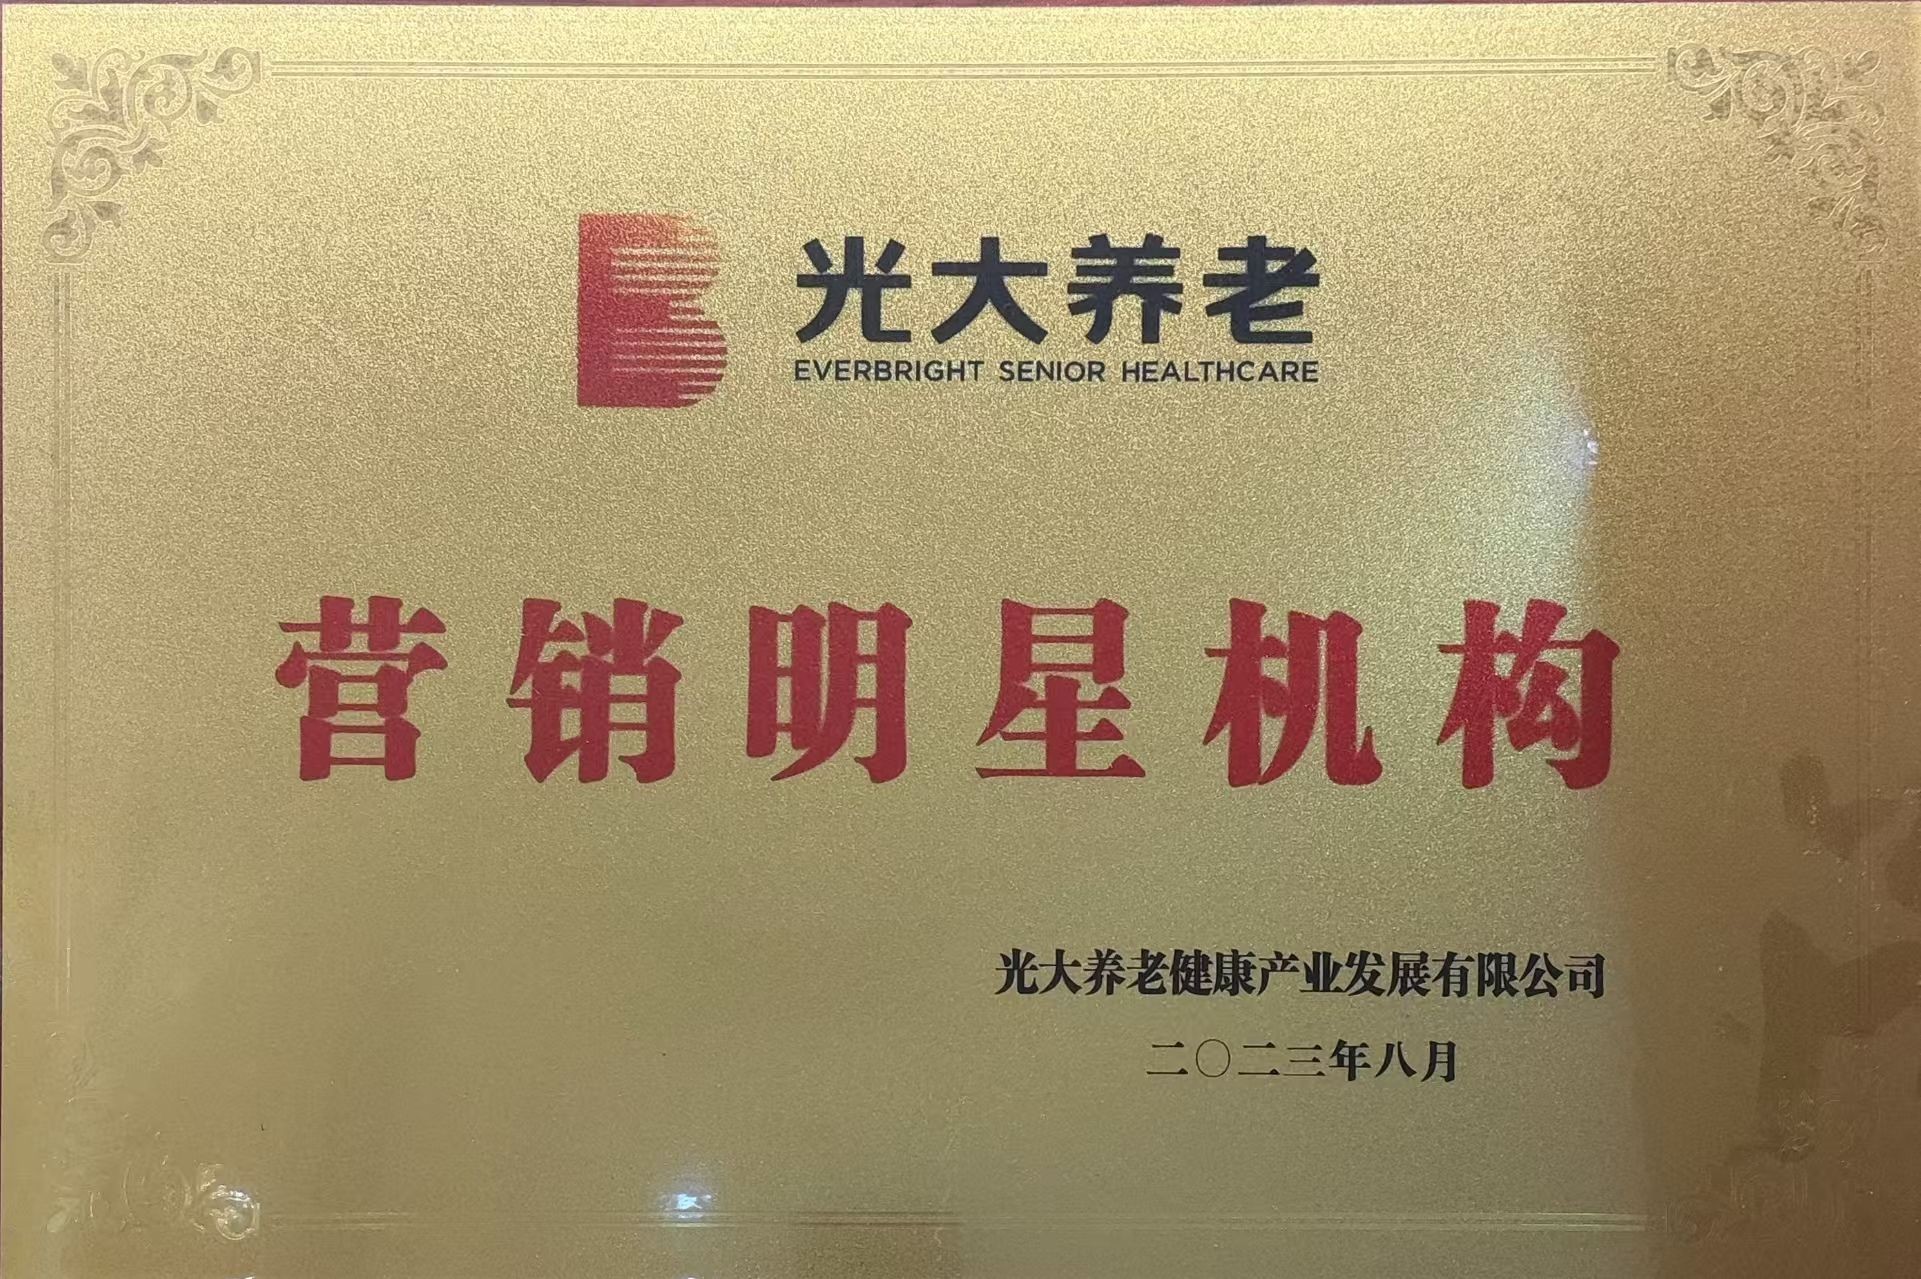 光大养老
EVERBRIGHT SENIOR HEALTHCARE
营销明星机构
光大养老健康产业发展有限公司
二〇二三年八月